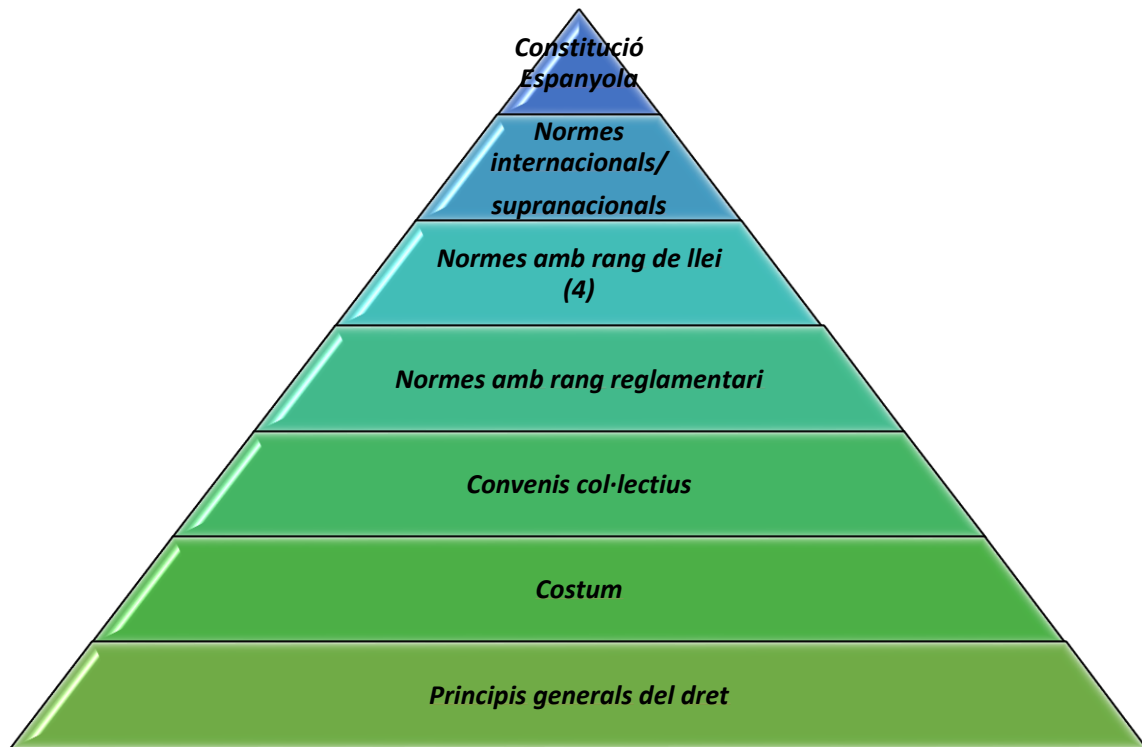 Constitució
Espanyola
Normes
internacionals/
supranacionals
Normes amb rang de llei
(4)
Normes amb rang reglamentari
Convenis col·lectius
Costum
Principis generals del dret